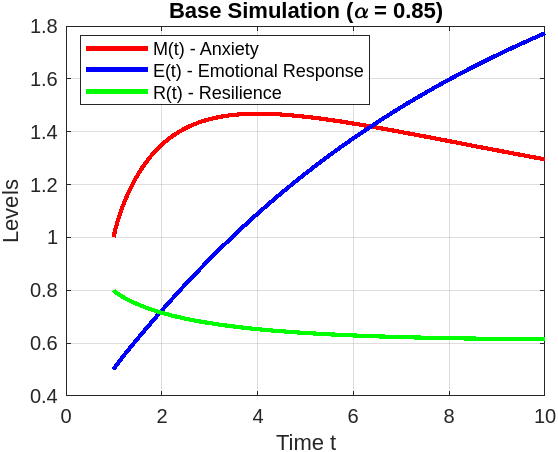 Base Simulation (α = 0.85)
M(t) - Anxiety
E(t) - Emotional Response
R(t) - Resilience
Levels
1.8
1.6
1.4
1.2
1
0.8
0.6
0.4
0 2 4 6 8 10
Time t